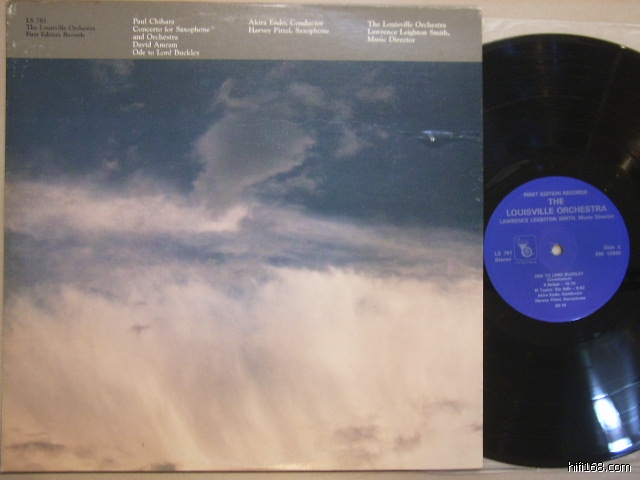 LS 781
The Louisville Orchestra
First Edition Records
Paul Chihara
Concerto for Saxophone
and Orchestra
David Amram
Ode to Lord Buckley
Akira Endo, Conductor
Harvey Pittel, Saxophone
The Louisville Orchestra
Lawrence Leighton Smith,
Music Director
FIRST EDITION RECORDS
THE
LOUISVILLE ORCHESTRA
LAWRENCE LEIGHTON SMITH, Music Director
LS 781
Stereo
Side 2
ODE TO LORD BUCKLEY
Akira Endo, Conductor
Harvey Pittel, Saxophone
hifi168.com